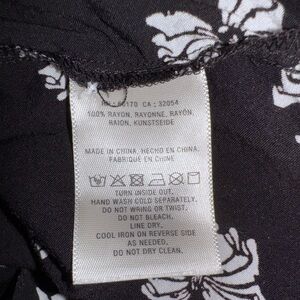 RN : 60170 CA : 32054
100% RAYON, RAYONNE, RAYÓN,
RAION, KUNSTSEIDE
MADE IN CHINA, HECHO EN CHINA,
FABRIQUÉ EN CHINE
TURN INSIDE OUT.
HAND WASH COLD SEPARATELY.
DO NOT WRING OR TWIST.
DO NOT BLEACH.
LINE DRY.
COOL IRON ON REVERSE SIDE
AS NEEDED.
DO NOT DRY CLEAN.